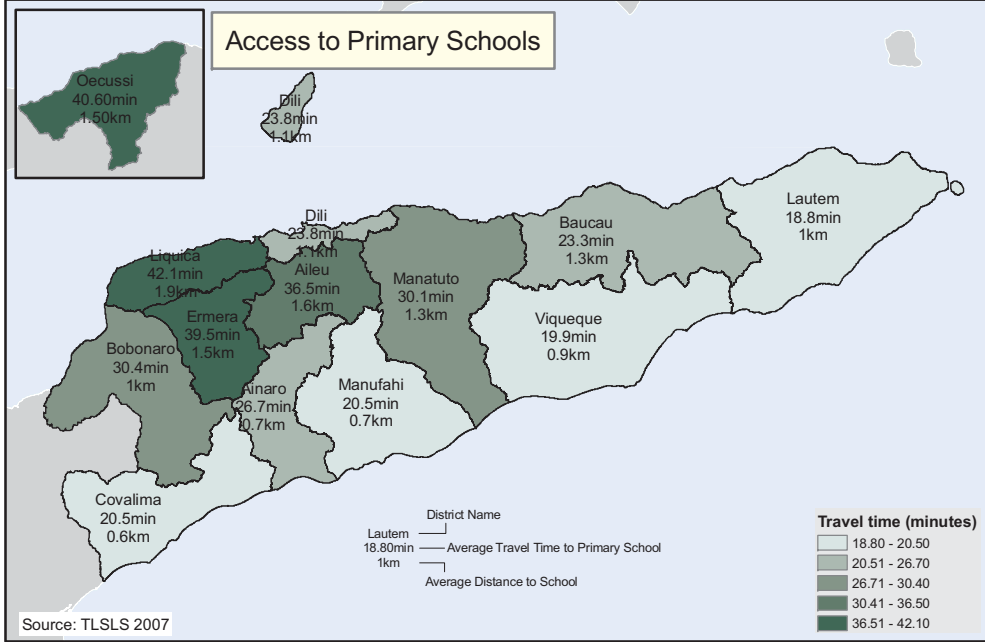 Access to Primary Schools
Oecussi
40.60min
1.50km
Dili
23.8min
1.1km
Lautem
18.8min
1km
Dili
23.8min
1.1km
Baucau
23.3min
1.3km
Liquica
42.1min
1.9km
Aileu
36.5min
1.6km
Manatuto
30.1min
1.3km
Ermera
39.5min
1.5km
Viqueque
19.9min
0.9km
Bobonaro
30.4min
1km
Ainaro
26.7min
0.7km
Manufahi
20.5min
0.7km
Covalima
20.5min
0.6km
District Name
Lautem
18.80min
Average Travel Time to Primary School
1km
Average Distance to School
Travel time (minutes)
18.80 - 20.50
20.51 - 26.70
26.71 - 30.40
30.41 - 36.50
36.51 - 42.10
Source: TLSLS 2007